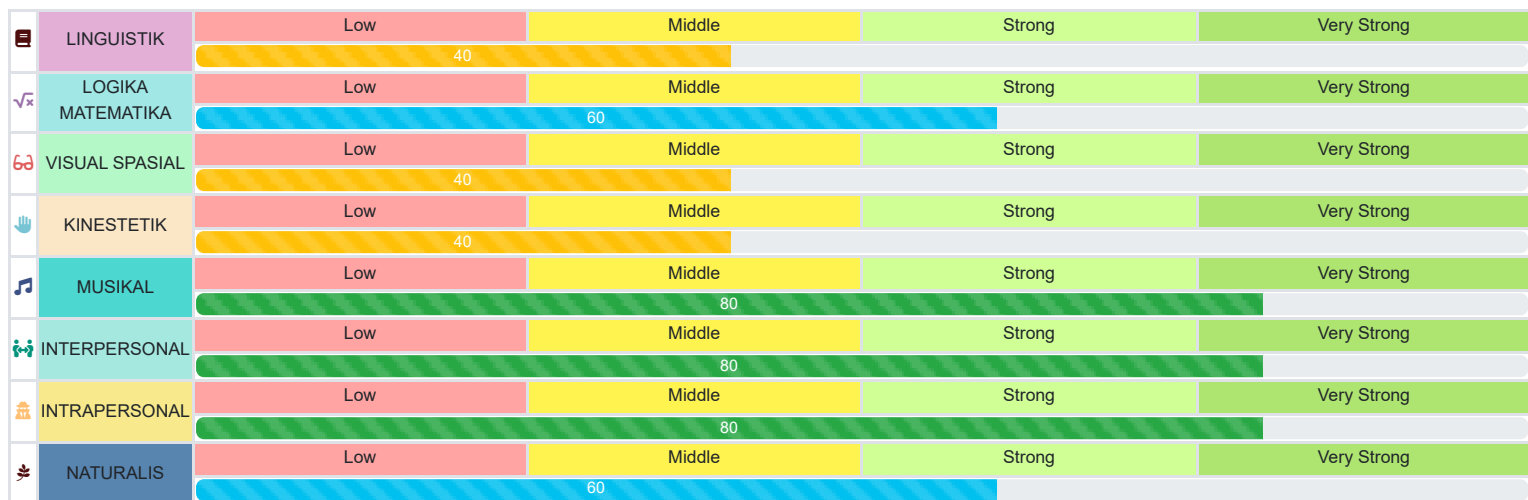 LINGUISTIK
Low Middle Strong Very Strong
40
LOGIKA
MATEMATIKA
Low Middle Strong Very Strong
60
VISUAL SPASIAL
Low Middle Strong Very Strong
40
KINESTETIK
Low Middle Strong Very Strong
40
MUSIKAL
Low Middle Strong Very Strong
80
INTERPERSONAL
Low Middle Strong Very Strong
80
INTRAPERSONAL
Low Middle Strong Very Strong
80
NATURALIS
Low Middle Strong Very Strong
60